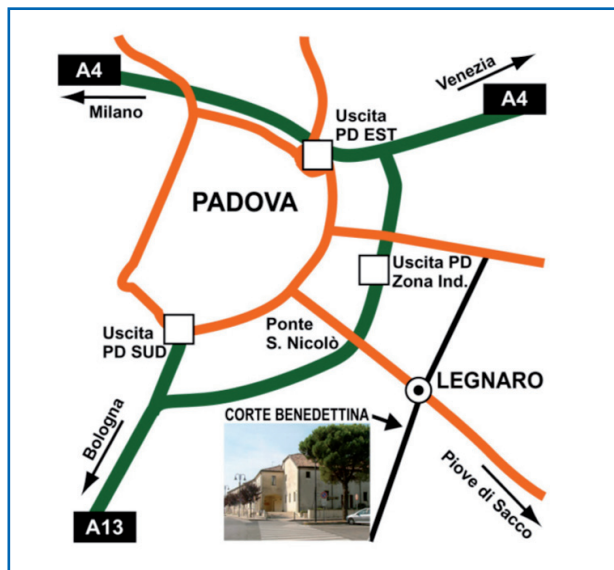 A4
Milano
Venezia
A4
Uscita
PD EST
PADOVA
Uscita PD
Zona Ind.
Uscita
PD SUD
Ponte
S. Nicolò
LEGNARO
CORTE BENEDETTINA
Bologna
Piove di Sacco
A13